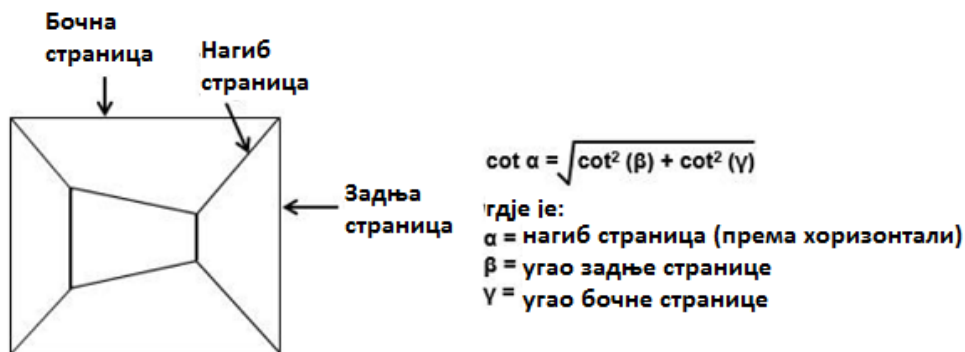 Бочна
страница
Нагиб
страница
Задња
страница
cot α = √cot² (β) + cot² (γ)
гдје је:
α = нагиб страница (према хоризонтали)
β = угао задње странице
γ = угао бочне странице